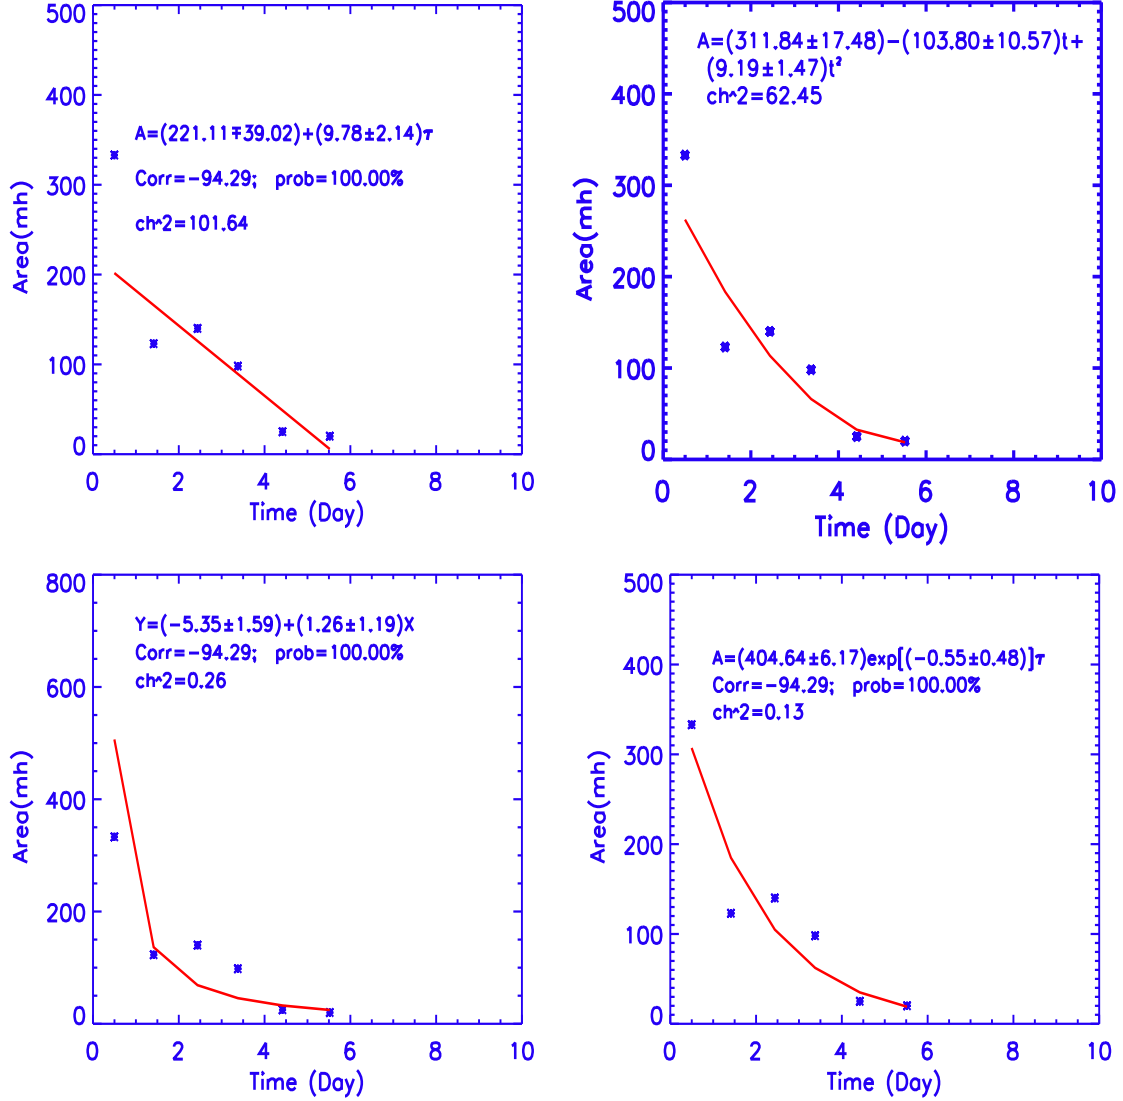 500
400
300
200
100
0
Area(mh)
A=(221.11∓39.02)+(9.78±2.14)τ
Corr=-94.29; prob=100.00%
ch^2=101.64
0 2 4 6 8 10
Time (Day)
500
400
300
200
100
0
Area(mh)
A=(311.84±17.48)-(103.80±10.57)t+
(9.19±1.47)t²
ch^2=62.45
0 2 4 6 8 10
Time (Day)
800
600
400
200
0
Area(mh)
Y=(-5.35±1.59)+(1.26±1.19)X
Corr=-94.29; prob=100.00%
ch^2=0.26
0 2 4 6 8 10
Time (Day)
500
400
300
200
100
0
Area(mh)
A=(404.64±6.17)exp[(-0.55±0.48)]τ
Corr=-94.29; prob=100.00%
ch^2=0.13
0 2 4 6 8 10
Time (Day)